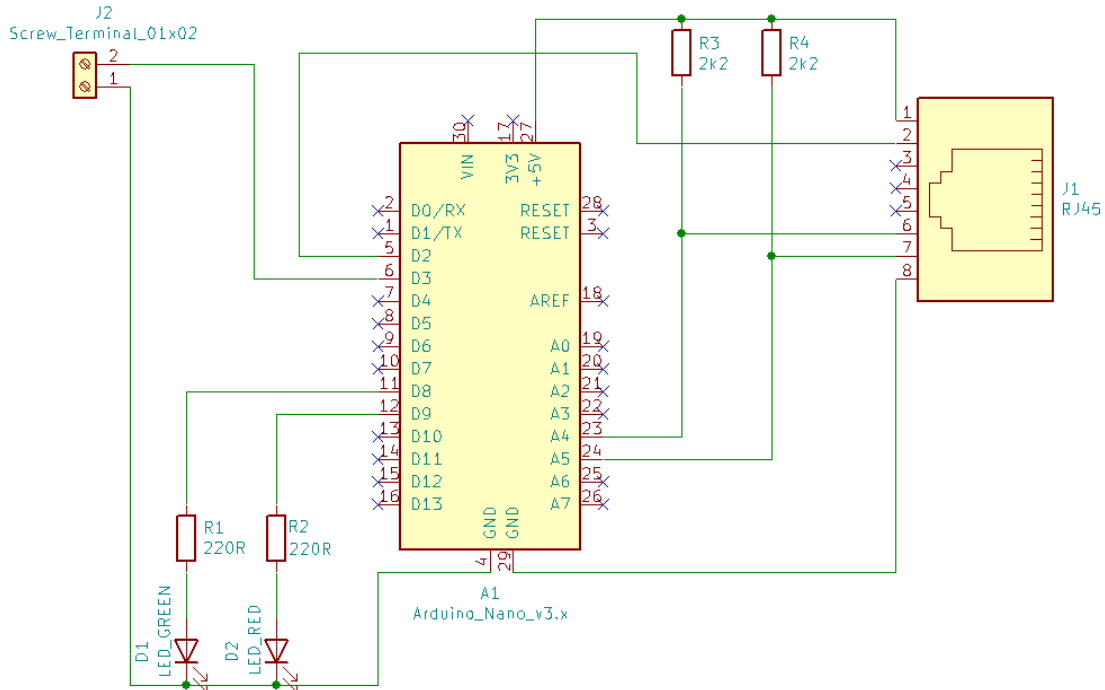 J2
Screw_Terminal_01x02
2
1
R3
2k2
R4
2k2
30
17
27
VIN
3V3
+5V
1
2
3
4
5
6
7
8
J1
RJ45
2 D0/RX
1 D1/TX
5 D2
6 D3
7 D4
8 D5
9 D6
10 D7
11 D8
12 D9
13 D10
14 D11
15 D12
16 D13
RESET 28
RESET 3
AREF 18
A0 19
A1 20
A2 21
A3 22
A4 23
A5 24
A6 25
A7 26
GND
GND
4
29
A1
Arduino_Nano_v3.x
R1
220R
R2
220R
D1
LED_GREEN
D2
LED_RED